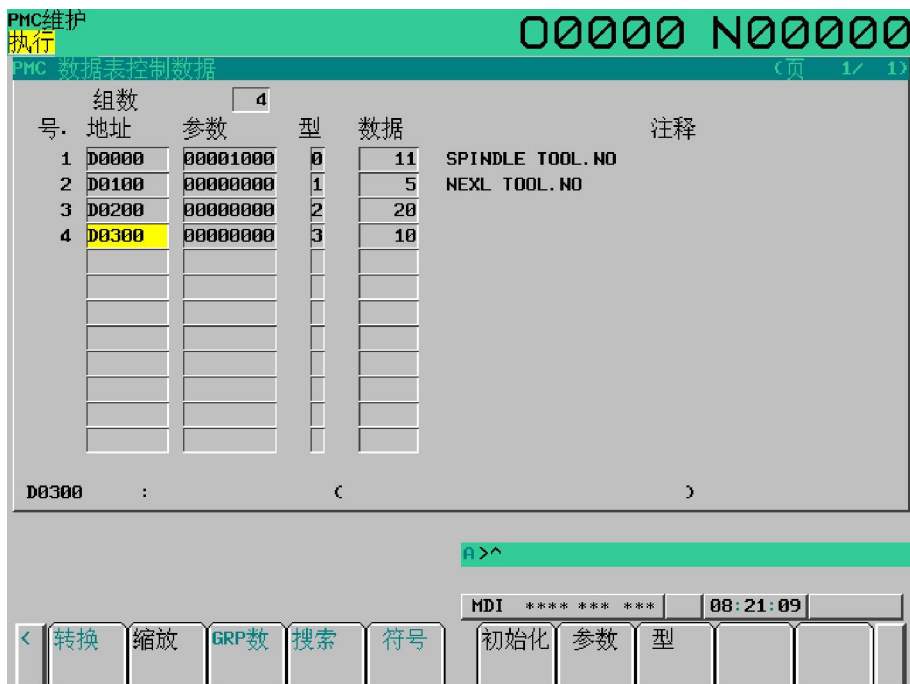 PMC维护
执行 O0000 N00000
PMC 数据表控制数据 (页 1/ 1)
组数 4
号. 地址 参数 型 数据 注释
1 D0000 00001000 0 11 SPINDLE TOOL.NO
2 D0100 00000000 1 5 NEXL TOOL.NO
3 D0200 00000000 2 20
4 D0300 00000000 3 10
D0300 : ( )
A>^
MDI **** *** *** 08:21:09
< 转换 缩放 GRP数 搜索 符号 初始化 参数 型